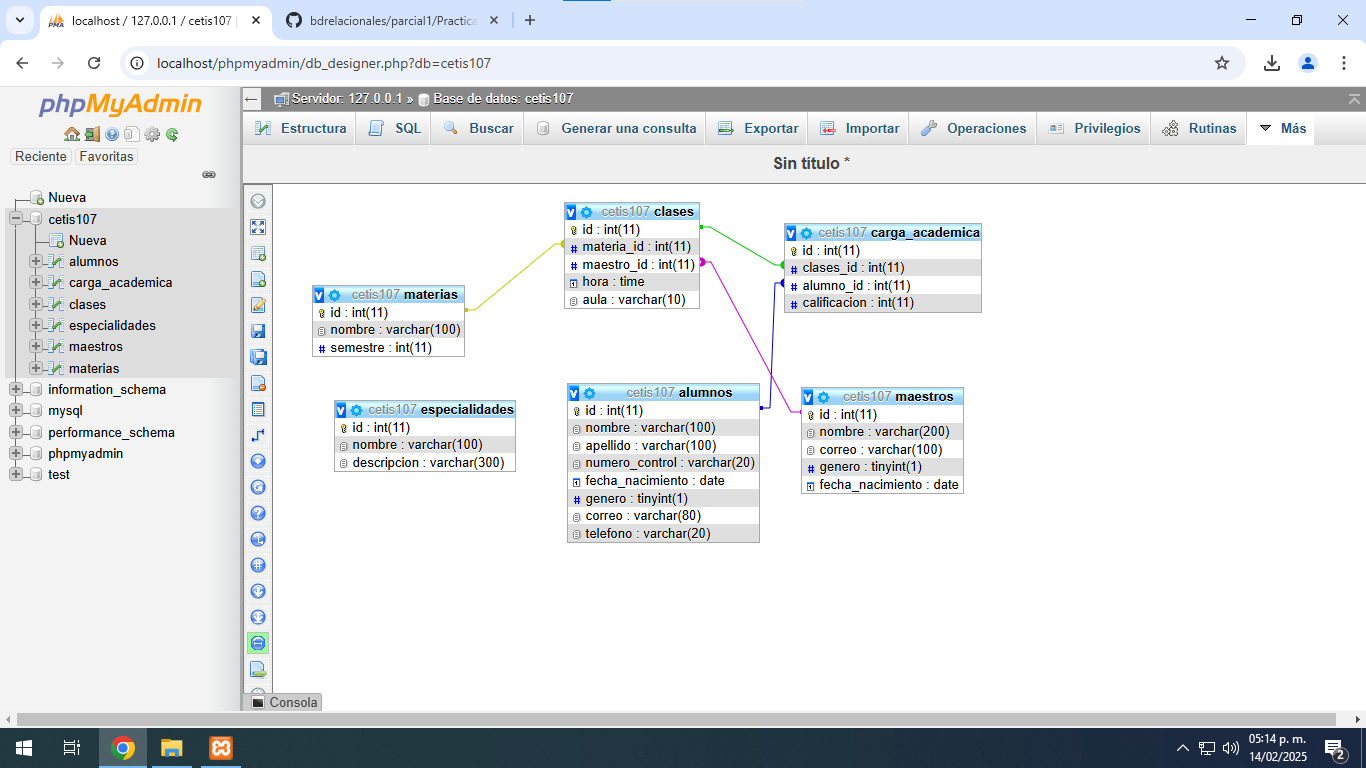 localhost / 127.0.0.1 / cetis107 |
bdrelacionales/parcial1/Practica
localhost/phpmyadmin/db_designer.php?db=cetis107
phpMyAdmin
Reciente
Favoritas
Nueva
cetis107
Nueva
alumnos
carga_academica
clases
especialidades
maestros
materias
information_schema
mysql
performance_schema
phpmyadmin
test
Servidor: 127.0.0.1 » Base de datos: cetis107
Estructura
SQL
Buscar
Generar una consulta
Exportar
Importar
Operaciones
Privilegios
Rutinas
Más
Sin título *
cetis107 clases
id : int(11)
materia_id : int(11)
maestro_id : int(11)
hora : time
aula : varchar(10)
cetis107 carga_academica
id : int(11)
clases_id : int(11)
alumno_id : int(11)
calificacion : int(11)
cetis107 materias
id : int(11)
nombre : varchar(100)
semestre : int(11)
cetis107 especialidades
id : int(11)
nombre : varchar(100)
descripcion : varchar(300)
cetis107 alumnos
id : int(11)
nombre : varchar(100)
apellido : varchar(100)
numero_control : varchar(20)
fecha_nacimiento : date
genero : tinyint(1)
correo : varchar(80)
telefono : varchar(20)
cetis107 maestros
id : int(11)
nombre : varchar(200)
correo : varchar(100)
genero : tinyint(1)
fecha_nacimiento : date
Consola
05:14 p. m.
14/02/2025
2